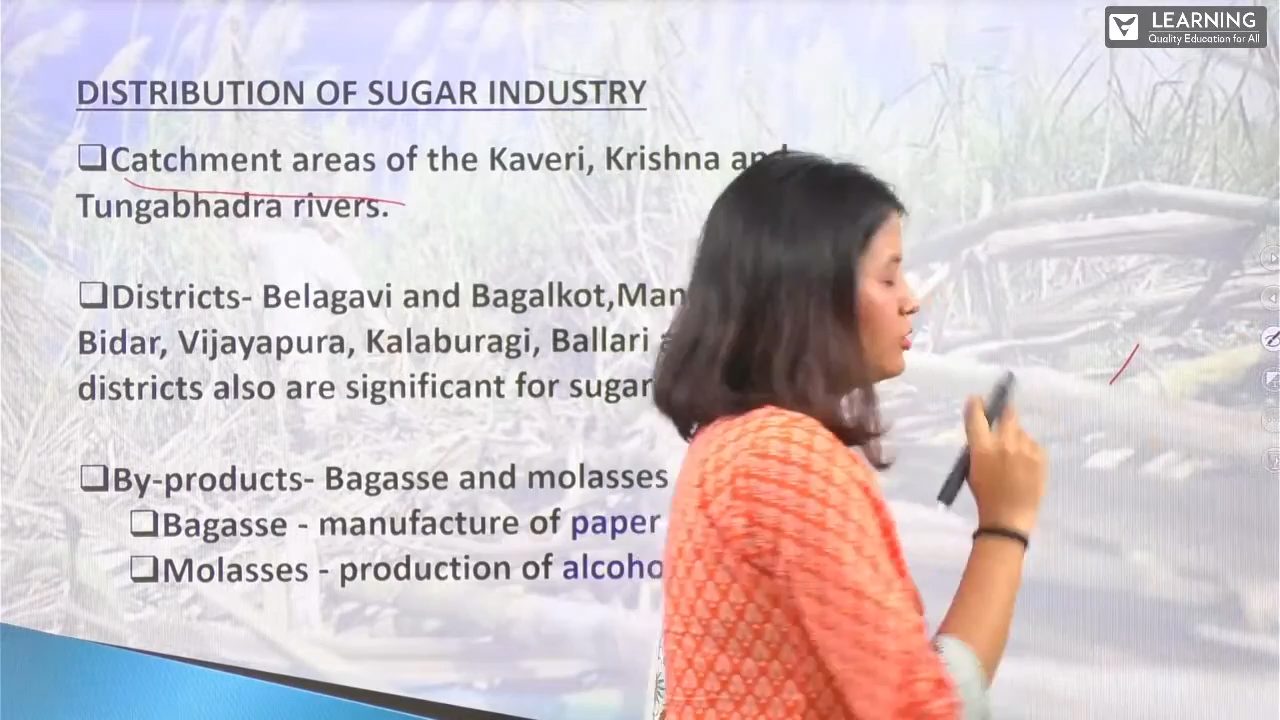 LEARNING
Quality Education for All
DISTRIBUTION OF SUGAR INDUSTRY
❑Catchment areas of the Kaveri, Krishna and
Tungabhadra rivers.
❑Districts- Belagavi and Bagalkot,
Bidar, Vijayapura, Kalaburagi, Ballari
districts also are significant for sugar
❑By-products- Bagasse and molasses
❑Bagasse - manufacture of paper
❑Molasses - production of